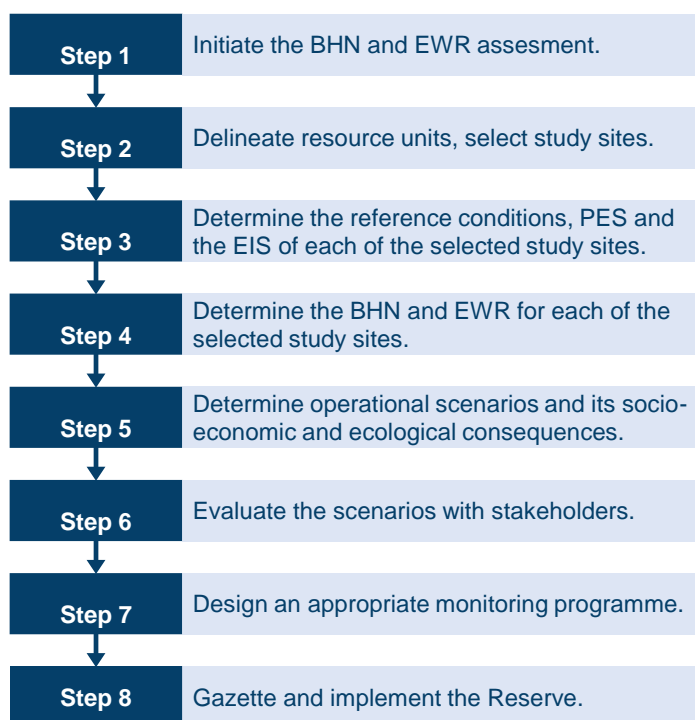 Step 1
Initiate the BHN and EWR assesment.
Step 2
Delineate resource units, select study sites.
Step 3
Determine the reference conditions, PES and
the EIS of each of the selected study sites.
Step 4
Determine the BHN and EWR for each of the
selected study sites.
Step 5
Determine operational scenarios and its socio-
economic and ecological consequences.
Step 6
Evaluate the scenarios with stakeholders.
Step 7
Design an appropriate monitoring programme.
Step 8
Gazette and implement the Reserve.